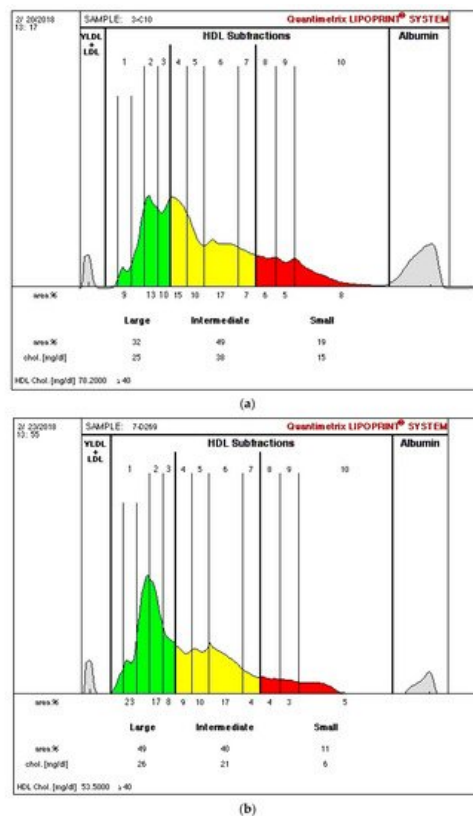 2/ 20/2018 SAMPLE: 3-C10 Quantimetrix LIPOPRINT® SYSTEM
13: 17
YLDL + LDL HDL Subfractions Albumin
1 2 3 4 5 6 7 8 9 10
area.% 9 13 10 15 10 17 7 6 5 8
Large Intermediate Small
area.% 32 49 19
chol. [mg/dl] 25 38 15
HDL Chol. [mg/dl] 78.2000 ≥40
(a)
2/ 23/2018 SAMPLE: 7-D269 Quantimetrix LIPOPRINT® SYSTEM
13: 55
YLDL + LDL HDL Subfractions Albumin
1 2 3 4 5 6 7 8 9 10
area.% 23 17 8 9 10 17 4 4 3 5
Large Intermediate Small
area.% 49 40 11
chol. [mg/dl] 26 21 6
HDL Chol. [mg/dl] 53.5000 ≥40
(b)